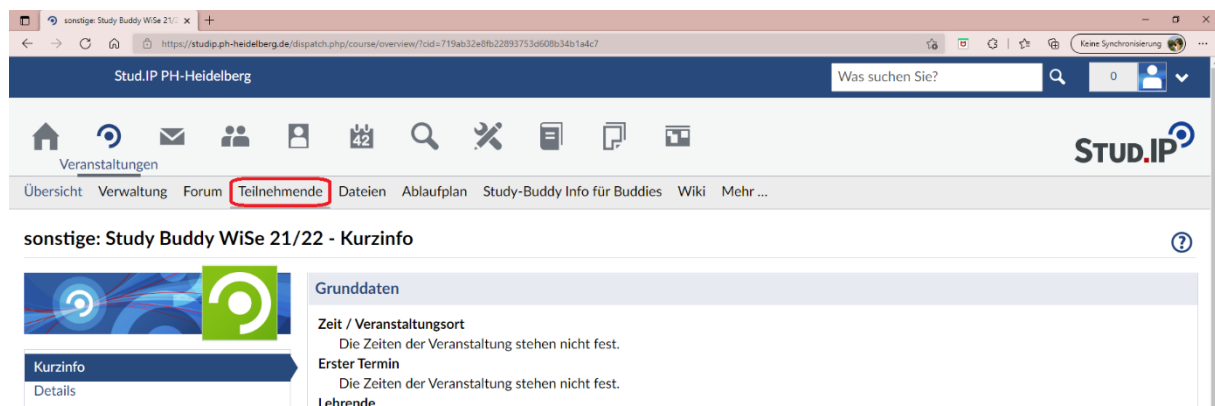 sonstige: Study Buddy WiSe 21/2
https://studip.ph-heidelberg.de/dispatch.php/course/overview/?cid=719ab32e8fb22893753d608b34b1a4c7
Keine Synchronisierung
Stud.IP PH-Heidelberg
Was suchen Sie?
0
42
Veranstaltungen
STUD.IP
Übersicht Verwaltung Forum Teilnehmende Dateien Ablaufplan Study-Buddy Info für Buddies Wiki Mehr ...
sonstige: Study Buddy WiSe 21/22 - Kurzinfo
Grunddaten
Zeit / Veranstaltungsort
Die Zeiten der Veranstaltung stehen nicht fest.
Kurzinfo
Erster Termin
Details
Die Zeiten der Veranstaltung stehen nicht fest.
Lehrende